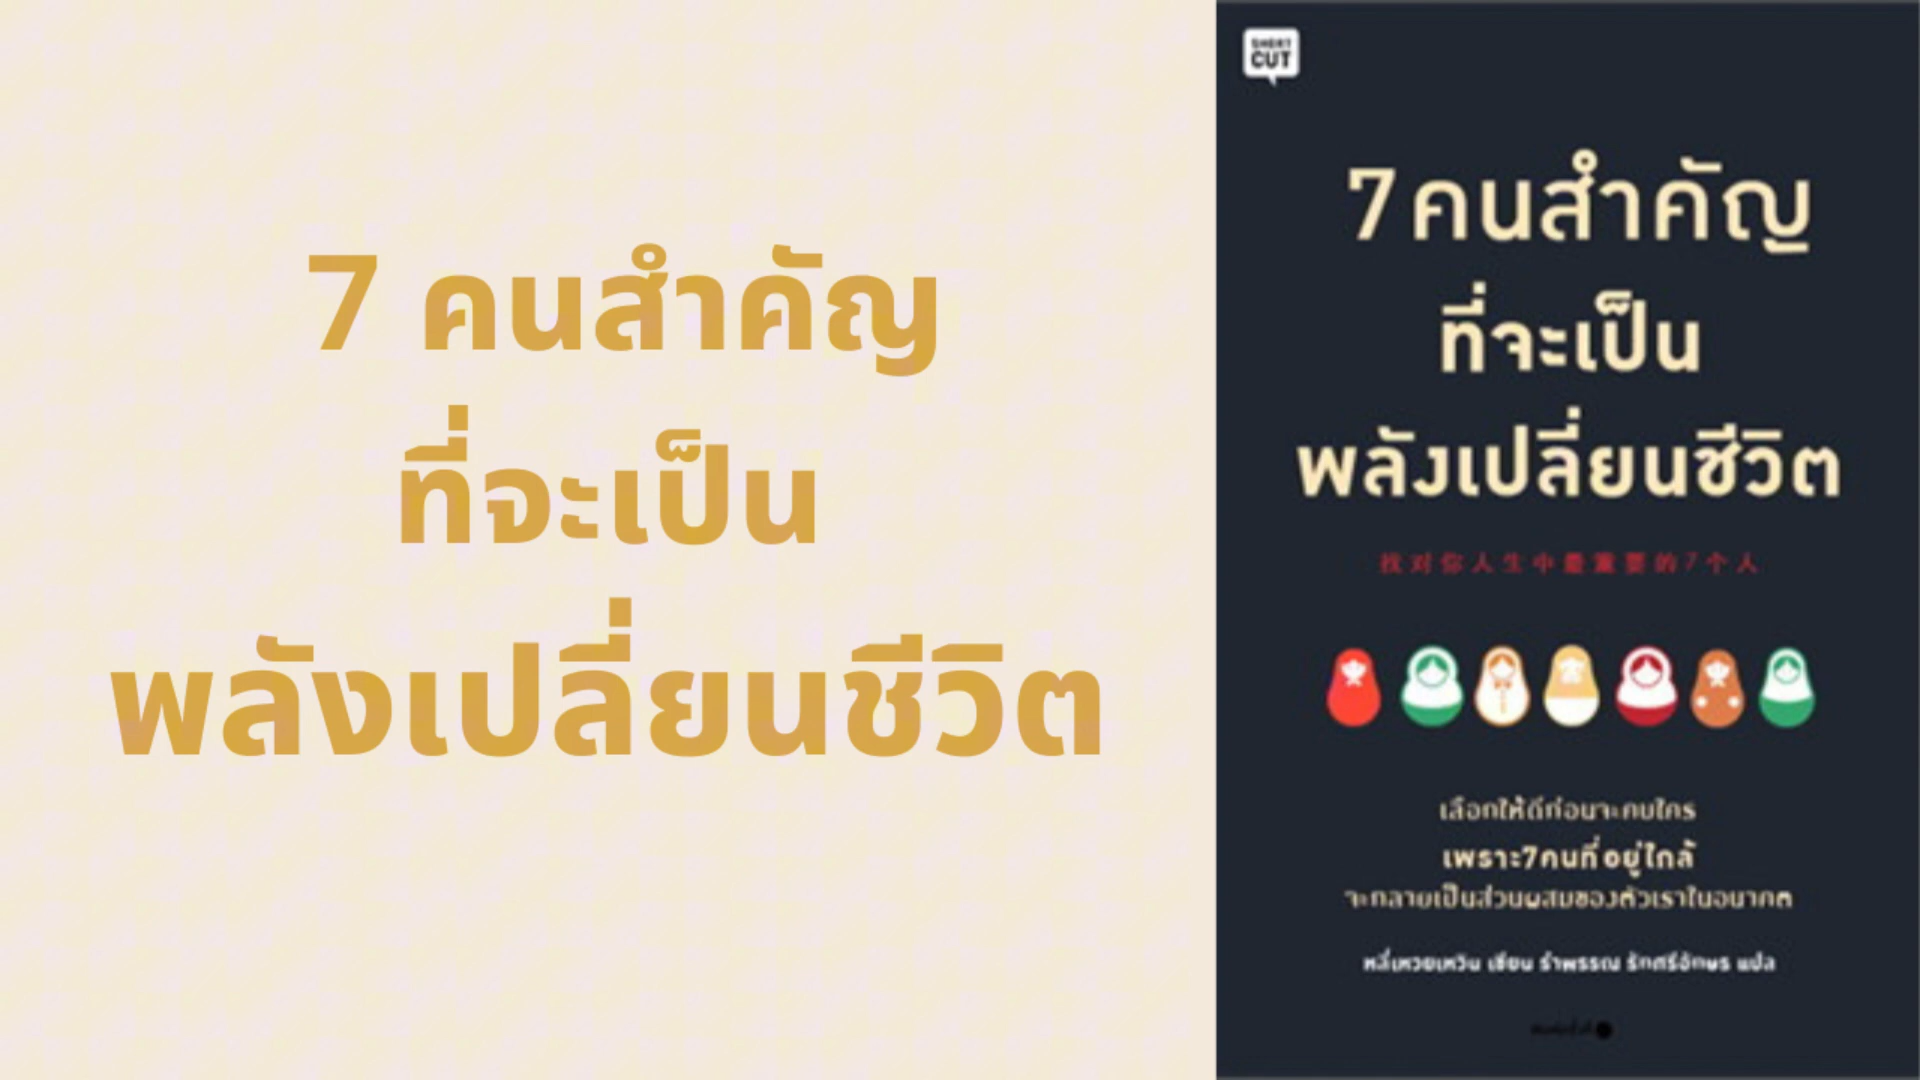 7 คนสำคัญ
ที่จะเป็น
พลังเปลี่ยนชีวิต
SHORT
CUT
7 คนสำคัญ
ที่จะเป็น
พลังเปลี่ยนชีวิต
找对你人生中最重要的7个人
เลือกให้ดีก่อนจะคบใคร
เพราะ7คนที่อยู่ใกล้
จะกลายเป็นส่วนผสมของตัวเราในอนาคต
หลี่เหวยเหวิน เขียน รำพรรณ รักศรีอักษร แปล